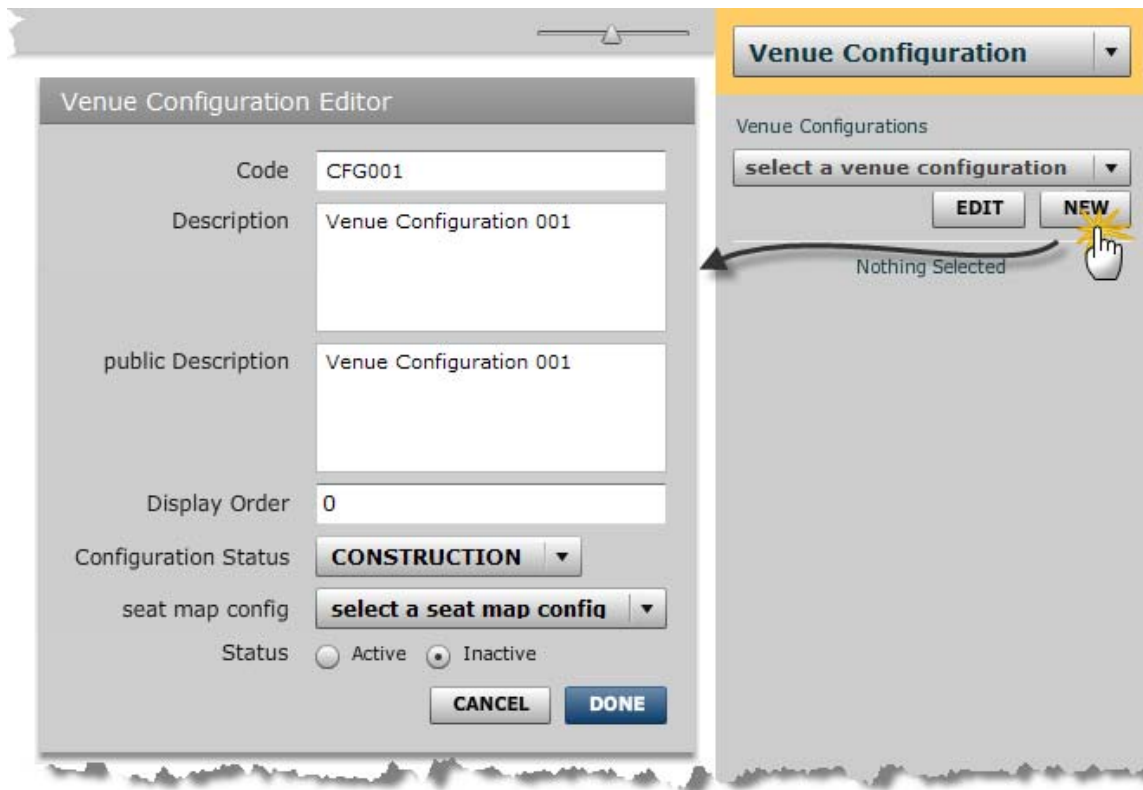 Venue Configuration Editor
Code CFG001
Description Venue Configuration 001
public Description Venue Configuration 001
Display Order 0
Configuration Status CONSTRUCTION
seat map config select a seat map config
Status Active Inactive
CANCEL DONE
Venue Configuration
Venue Configurations
select a venue configuration
EDIT NEW
Nothing Selected